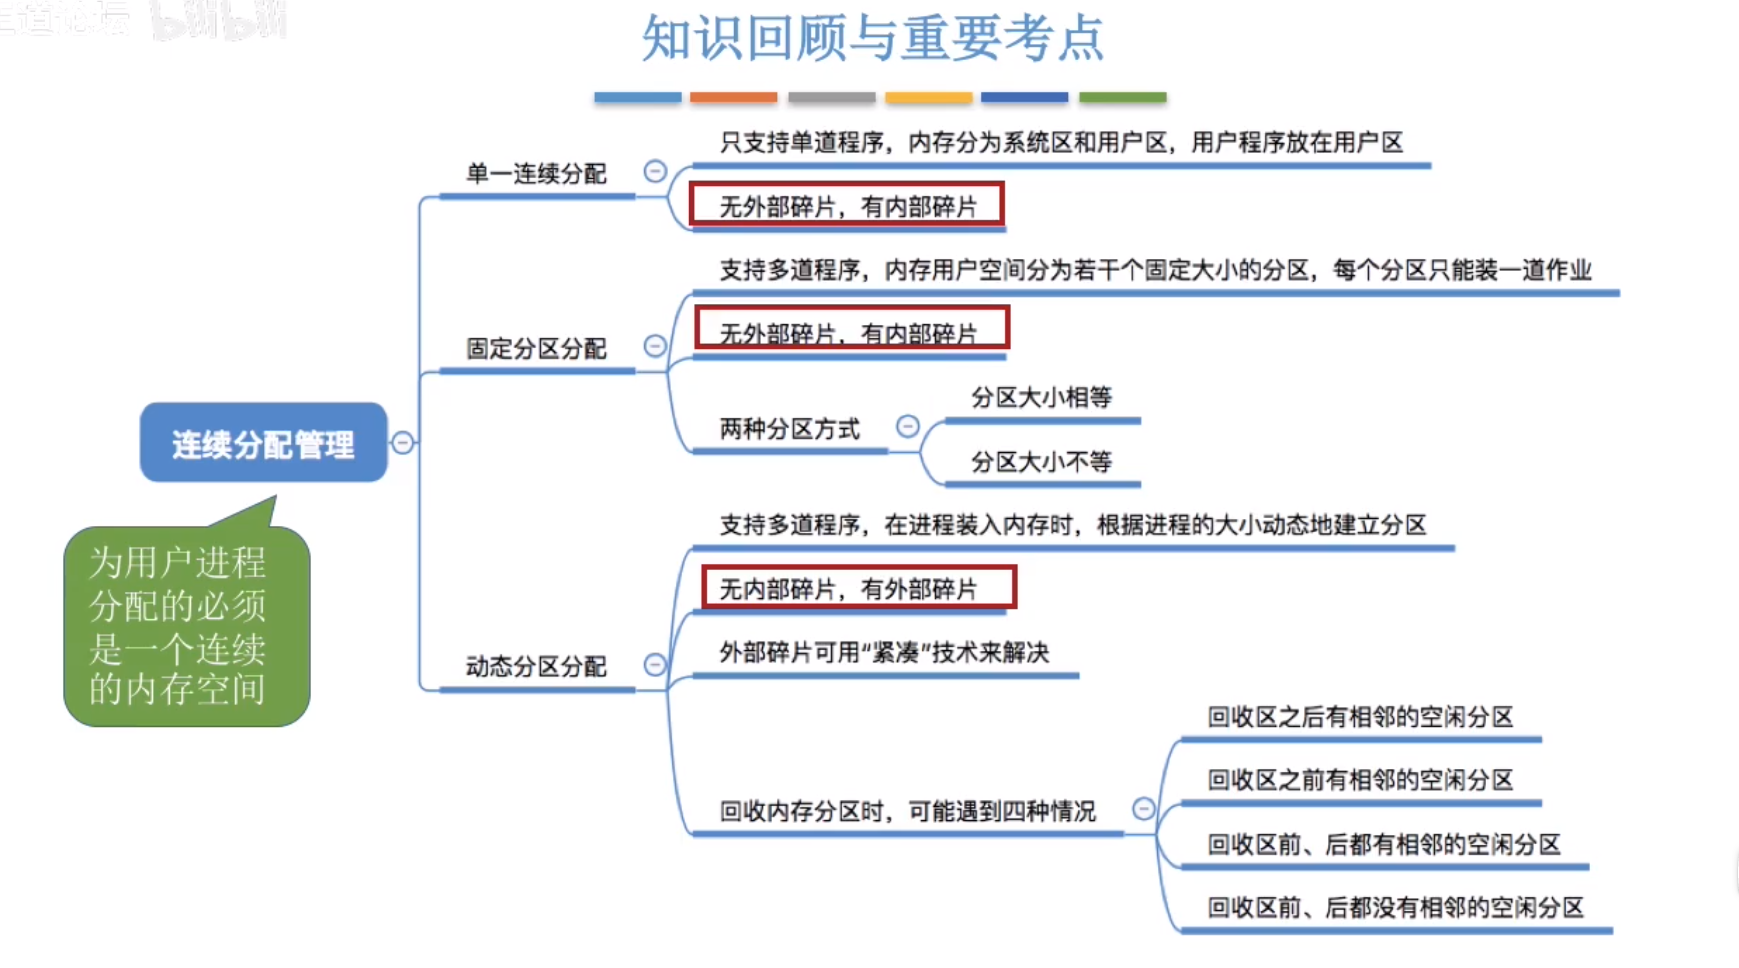 王道论坛 bilibili
知识回顾与重要考点
只支持单道程序，内存分为系统区和用户区，用户程序放在用户区
单一连续分配
无外部碎片，有内部碎片
支持多道程序，内存用户空间分为若干个固定大小的分区，每个分区只能装一道作业
无外部碎片，有内部碎片
固定分区分配
分区大小相等
两种分区方式
分区大小不等
连续分配管理
为用户进程
分配的必须
是一个连续
的内存空间
支持多道程序，在进程装入内存时，根据进程的大小动态地建立分区
无内部碎片，有外部碎片
外部碎片可用“紧凑”技术来解决
动态分区分配
回收区之后有相邻的空闲分区
回收区之前有相邻的空闲分区
回收内存分区时，可能遇到四种情况
回收区前、后都有相邻的空闲分区
回收区前、后都没有相邻的空闲分区